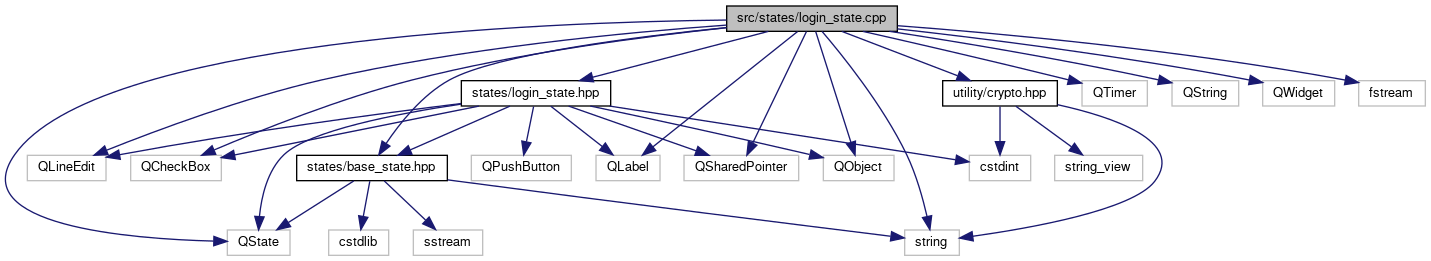 src/states/login_state.cpp
states/login_state.hpp
utility/crypto.hpp
QTimer
QString
QWidget
fstream
QLineEdit
QCheckBox
states/base_state.hpp
QPushButton
QLabel
QSharedPointer
QObject
cstdint
string_view
QState
cstdlib
sstream
string